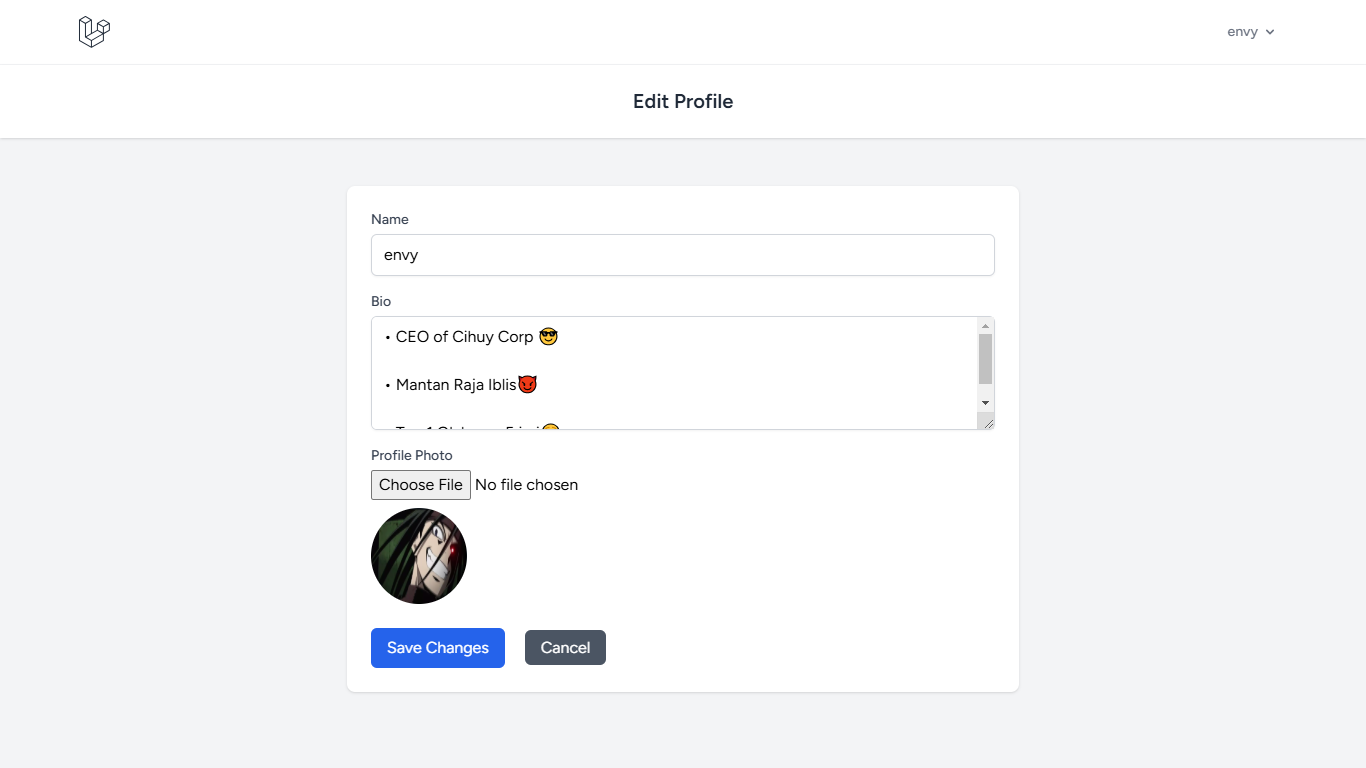 envy
Edit Profile
Name
envy
Bio
• CEO of Cihuy Corp 😎
• Mantan Raja Iblis😈
Profile Photo
Choose File No file chosen
Save Changes
Cancel